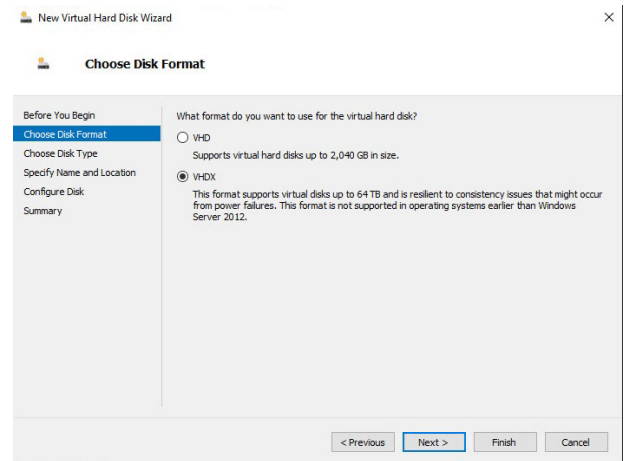 New Virtual Hard Disk Wizard
Choose Disk Format
Before You Begin
Choose Disk Format
Choose Disk Type
Specify Name and Location
Configure Disk
Summary
What format do you want to use for the virtual hard disk?
VHD
Supports virtual hard disks up to 2,040 GB in size.
VHDX
This format supports virtual disks up to 64 TB and is resilient to consistency issues that might occur
from power failures. This format is not supported in operating systems earlier than Windows
Server 2012.
< Previous
Next >
Finish
Cancel